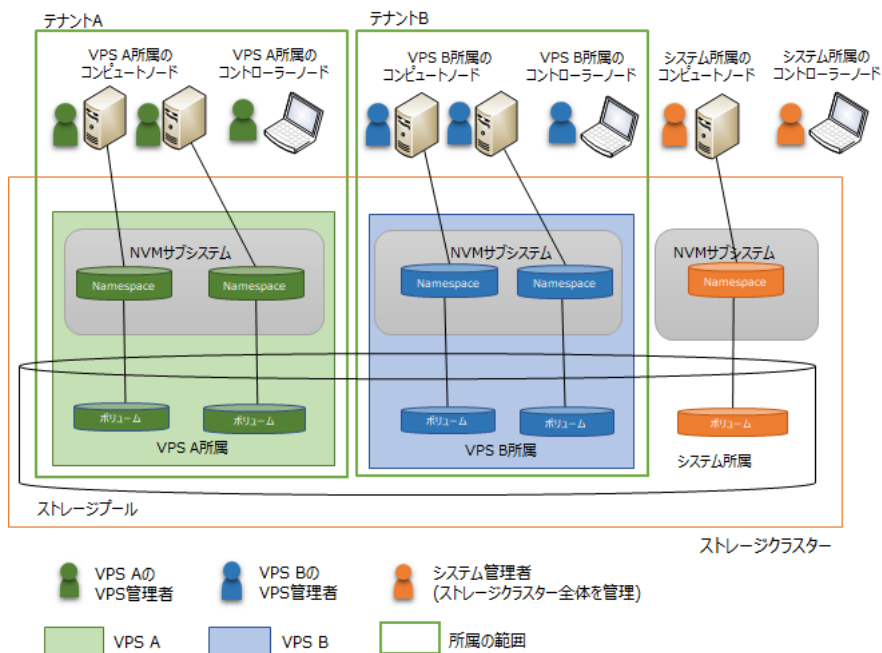 テナントA
テナントB
VPS A所属の
コンピュートノード
VPS A所属の
コントローラーノード
VPS B所属の
コンピュートノード
VPS B所属の
コントローラーノード
システム所属の
コンピュートノード
システム所属の
コントローラーノード
NVMサブシステム
NVMサブシステム
NVMサブシステム
Namespace
Namespace
Namespace
Namespace
Namespace
ボリューム
ボリューム
ボリューム
ボリューム
ボリューム
VPS A所属
VPS B所属
システム所属
ストレージプール
ストレージクラスター
VPS Aの
VPS管理者
VPS Bの
VPS管理者
システム管理者
(ストレージクラスター全体を管理)
VPS A
VPS B
所属の範囲